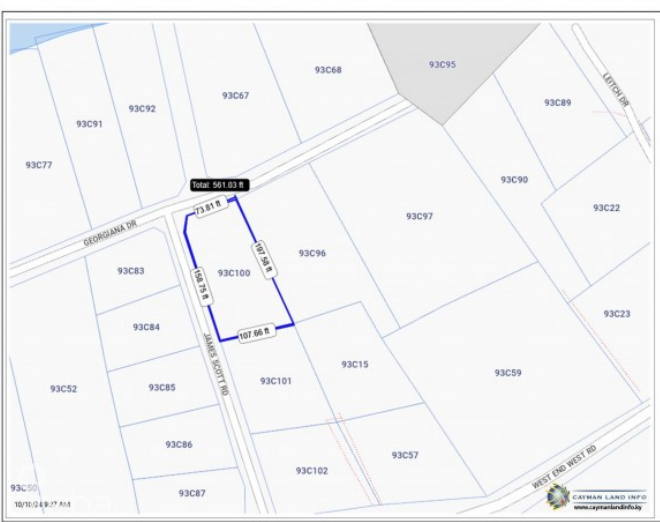 93C95
93C68
93C67
93C92
93C91
93C77
93C89
LEITCH DR
93C90
93C22
Total: 561.03 ft
73.81 ft
GEORGIANA DR
93C97
93C96
197.58 ft
93C100
158.75 ft
93C83
93C23
93C84
107.66 ft
JAMES SCOTT RD
93C15
93C59
93C101
93C52
93C85
93C86
93C57
93C102
WEST END WEST RD
93C50
93C87
CAYMAN LAND INFO
www.caymanlandinfo.ky